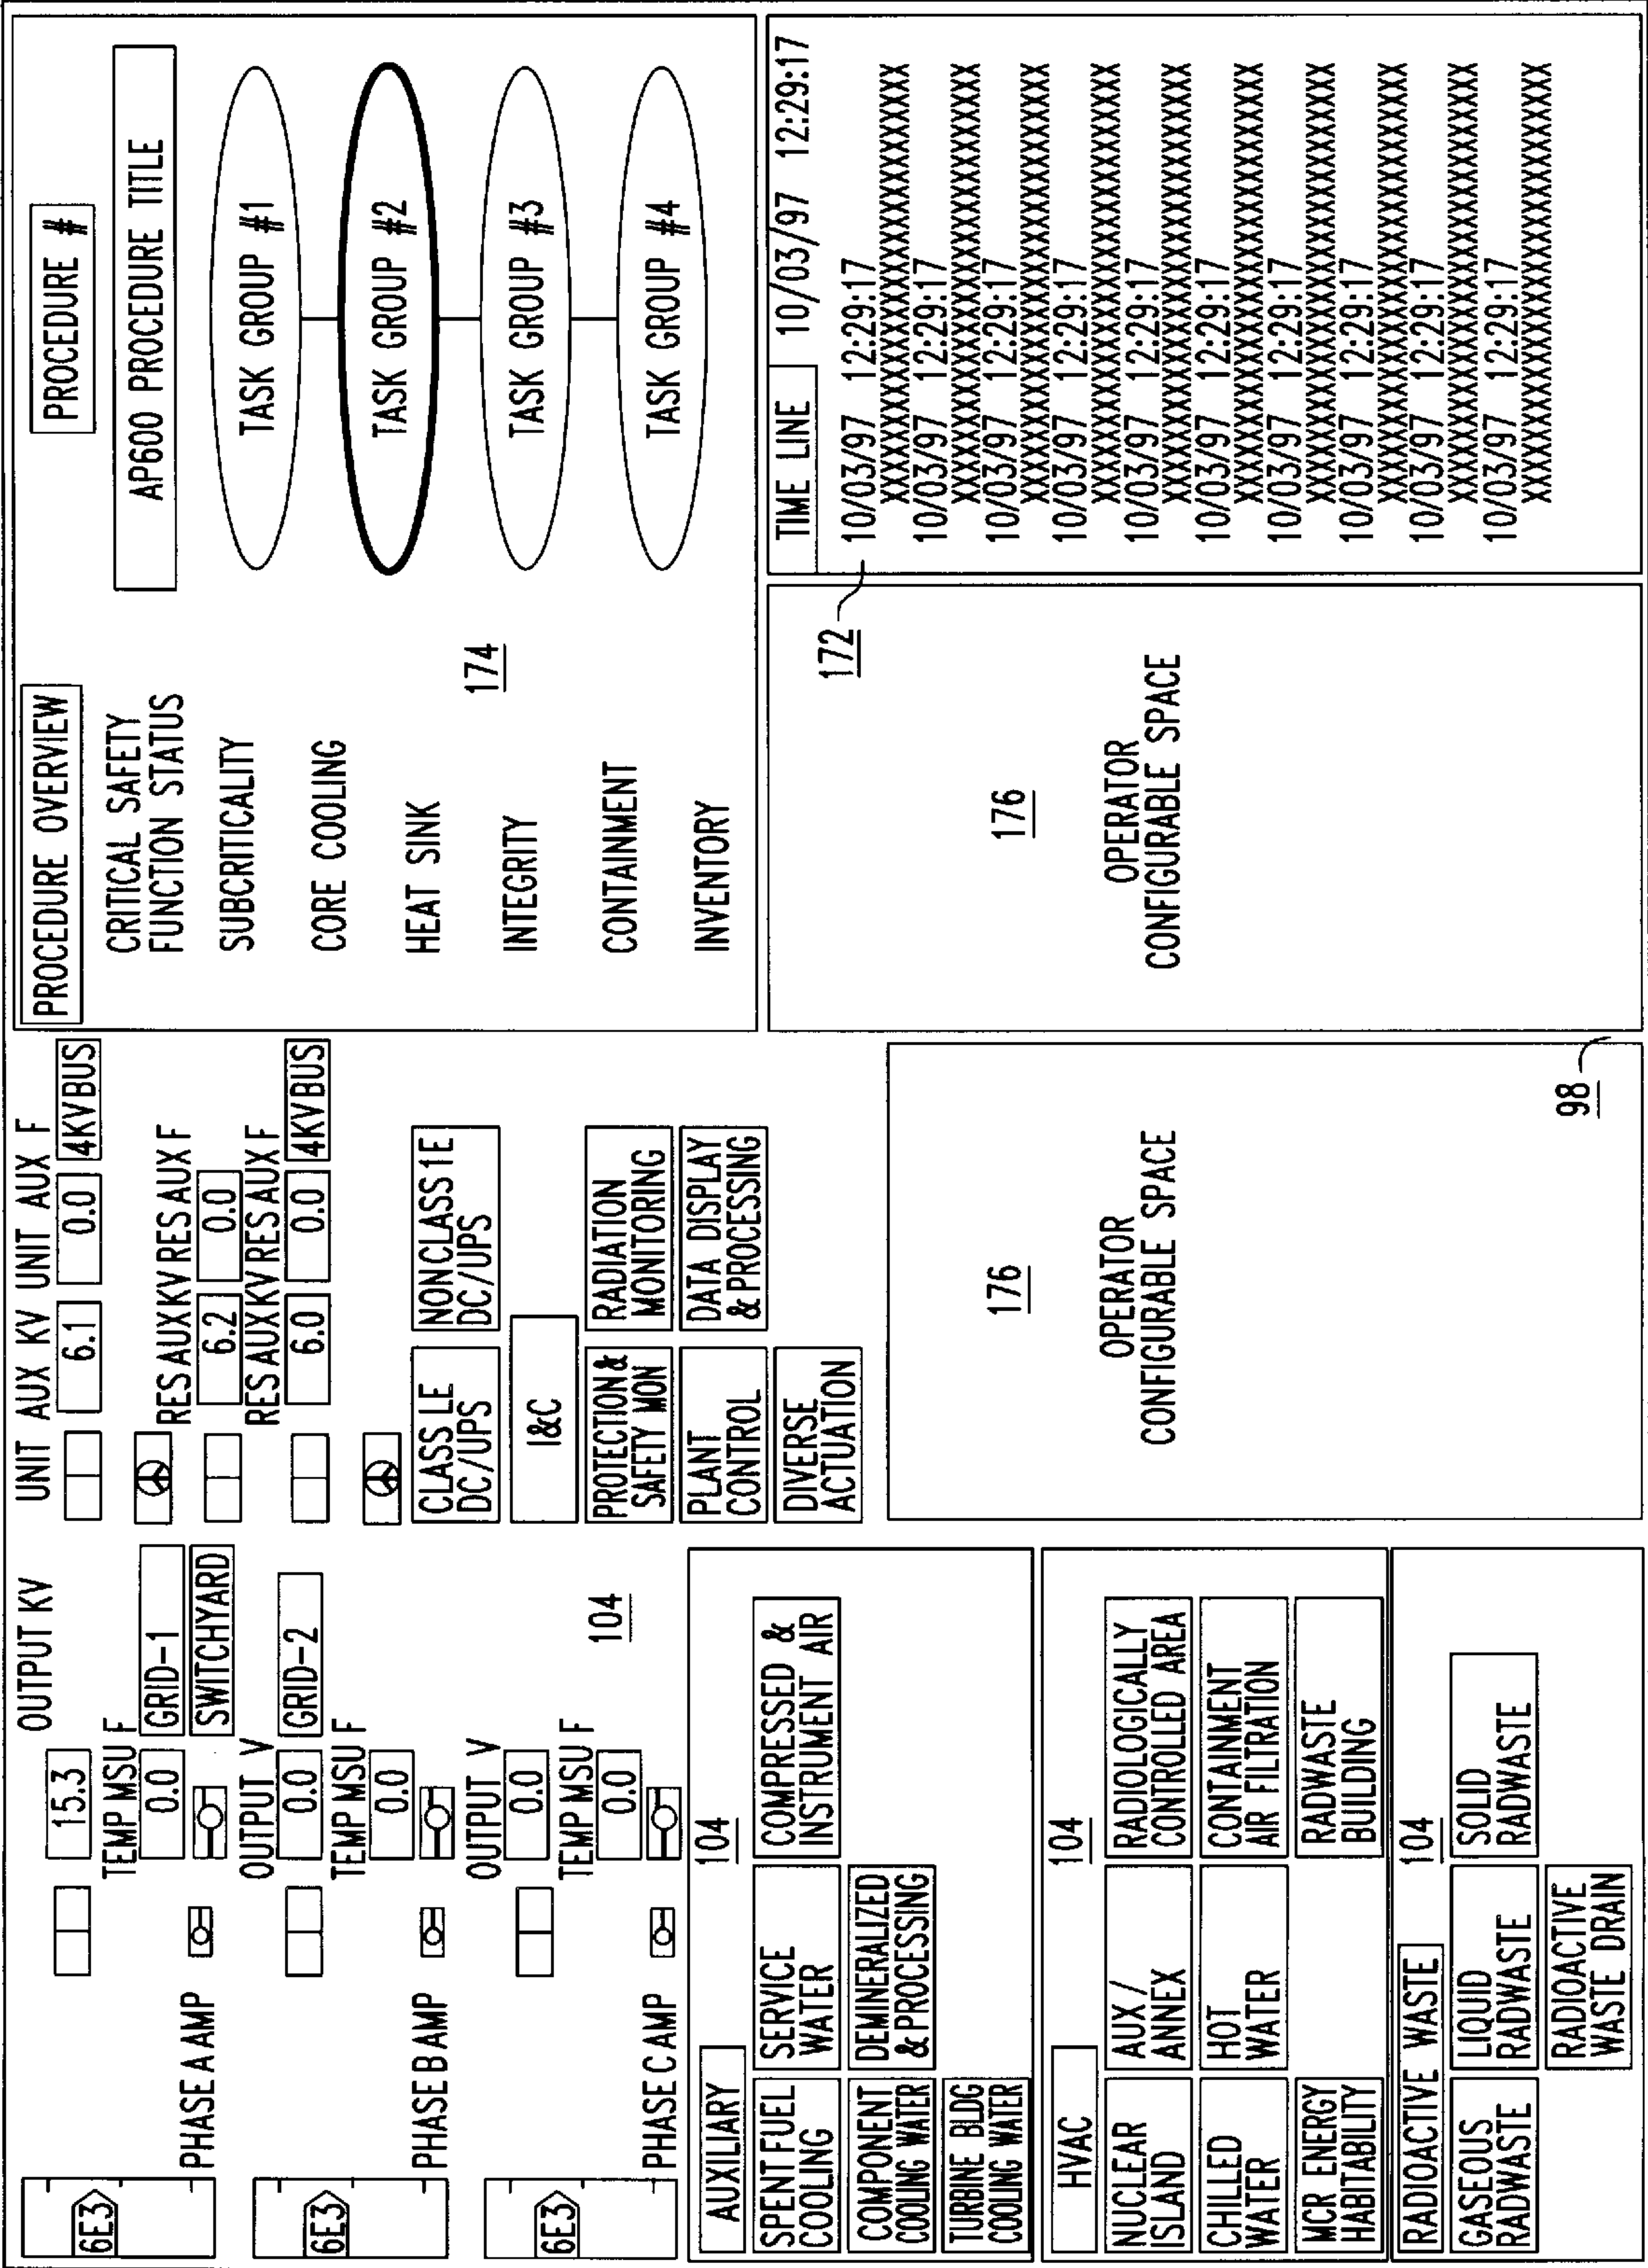 OUTPUT KV
15.3
TEMP MSU F
0.0
GRID-1
SWITCHYARD
6E3
PHASE A AMP
OUTPUT V
0.0
GRID-2
TEMP MSU F
0.0
6E3
PHASE B AMP
OUTPUT V
0.0
TEMP MSU F
0.0
6E3
PHASE C AMP
104
UNIT AUX KV UNIT AUX F
6.1 0.0 4KVBUS
RES AUX KV RES AUX F
6.2 0.0
RES AUX KV RES AUX F
6.0 0.0 4KVBUS
CLASS LE
DC/UPS
NONCLASS1E
DC/UPS
I&C
PROTECTION&
SAFETY MON
RADIATION
MONITORING
PLANT
CONTROL
DATA DISPLAY
& PROCESSING
DIVERSE
ACTUATION
PROCEDURE OVERVIEW
CRITICAL SAFETY
FUNCTION STATUS
SUBCRITICALITY
CORE COOLING
HEAT SINK
INTEGRITY
CONTAINMENT
INVENTORY
174
PROCEDURE #
AP600 PROCEDURE TITLE
TASK GROUP #1
TASK GROUP #2
TASK GROUP #3
TASK GROUP #4
AUXILIARY
104
SPENT FUEL
COOLING
SERVICE
WATER
COMPRESSED &
INSTRUMENT AIR
COMPONENT
COOLING WATER
DEMINERALIZED
& PROCESSING
TURBINE BLDG
COOLING WATER
HVAC
104
NUCLEAR
ISLAND
AUX/
ANNEX
RADIOLOGICALLY
CONTROLLED AREA
CHILLED
WATER
HOT
WATER
CONTAINMENT
AIR FILTRATION
MCR ENERGY
HABITABILITY
RADWASTE
BUILDING
RADIOACTIVE WASTE
104
GASEOUS
RADWASTE
LIQUID
RADWASTE
SOLID
RADWASTE
RADIOACTIVE
WASTE DRAIN
176
OPERATOR
CONFIGURABLE SPACE
98
172
176
OPERATOR
CONFIGURABLE SPACE
TIME LINE 10/03/97 12:29:17
10/03/97 12:29:17
10/03/97 12:29:17
10/03/97 12:29:17
10/03/97 12:29:17
10/03/97 12:29:17
10/03/97 12:29:17
10/03/97 12:29:17
10/03/97 12:29:17
10/03/97 12:29:17
10/03/97 12:29:17